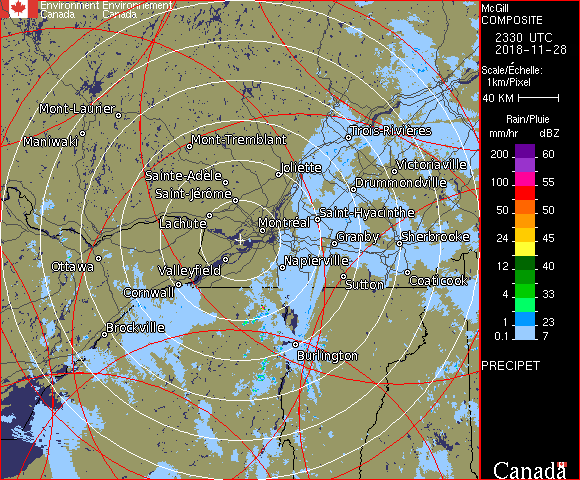 Environment Environnement
Canada Canada
McGill
COMPOSITE
2330 UTC
2018-11-28
Scale/Échelle:
1km/Pixel
40 KM
Rain/Pluie
mm/hr dBZ
200 60
55
100 55
50 50
24 45
24 40
12 40
4 33
1 23
0.1 7
PRECIPET
Canada
Mont-Laurier
Maniwaki
Mont-Tremblant
Trois-Rivières
Joliette
Victoriaville
Sainte-Adèle
Drummondville
Saint-Jérôme
Saint-Hyacinthe
Lachute
Montréal
Granby
Sherbrooke
Ottawa
Valleyfield
Napierville
Cornwall
Sutton
Coaticook
Brockville
Burlington